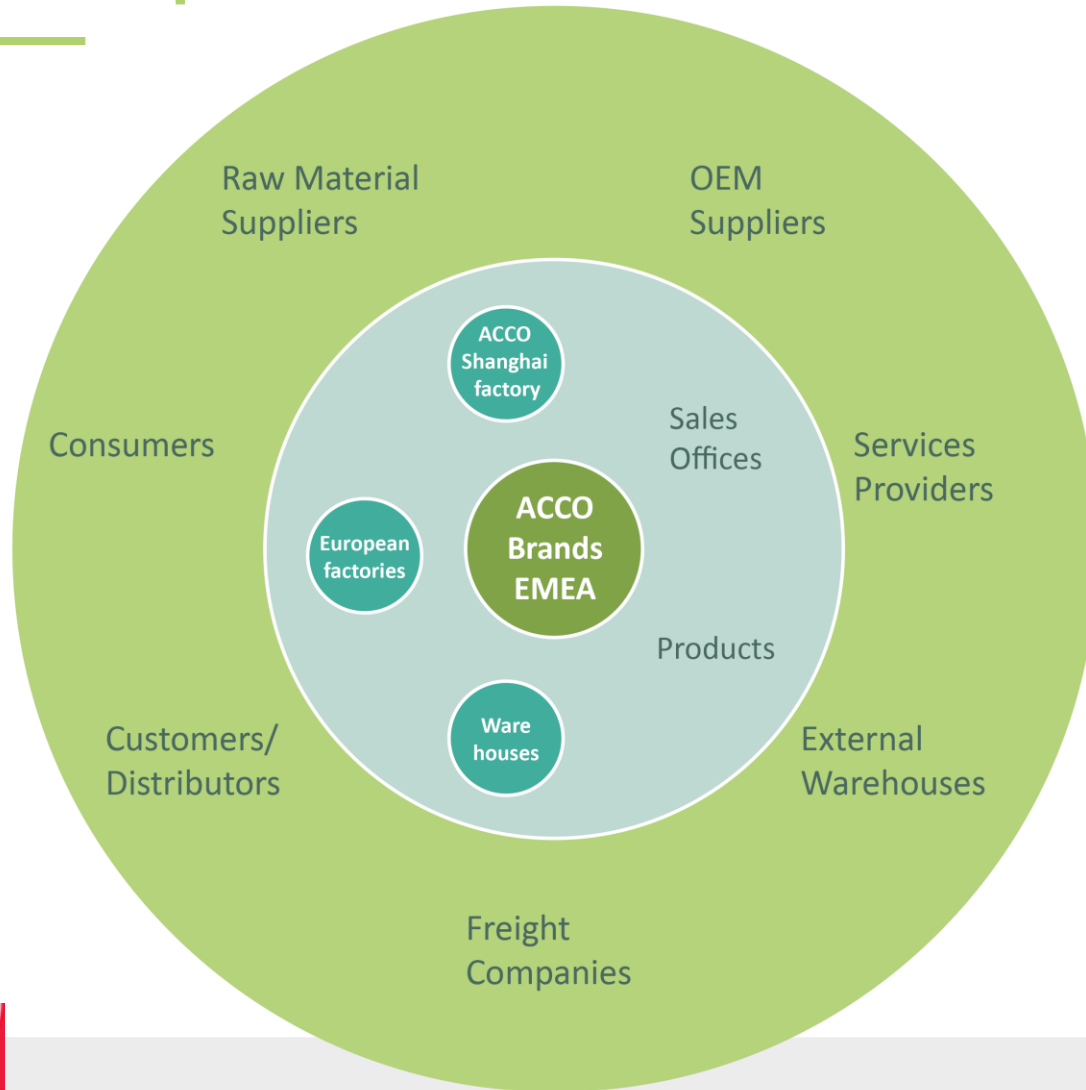 Raw Material
Suppliers
OEM
Suppliers
ACCO
Shanghai
factory
Sales
Offices
Consumers
Services
Providers
ACCO
Brands
EMEA
European
factories
Products
Ware
houses
Customers/
Distributors
External
Warehouses
Freight
Companies